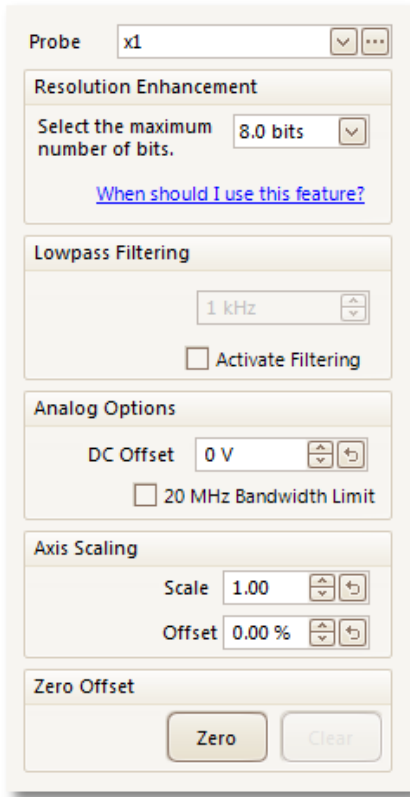 Probe x1
Resolution Enhancement
Select the maximum
number of bits.
8.0 bits
When should I use this feature?
Lowpass Filtering
1 kHz
Activate Filtering
Analog Options
DC Offset 0 V
20 MHz Bandwidth Limit
Axis Scaling
Scale 1.00
Offset 0.00 %
Zero Offset
Zero Clear